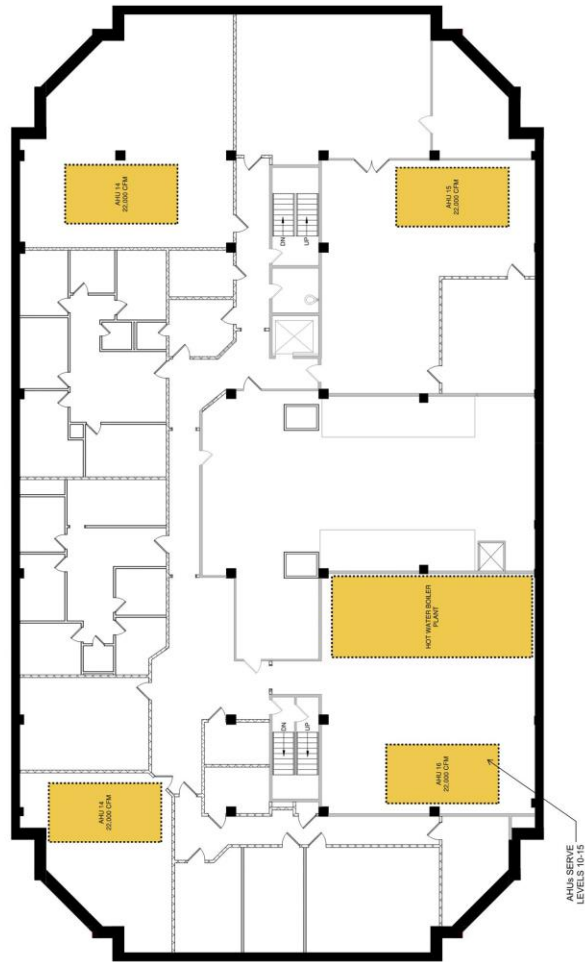 AHU 14
22,000 CFM
AHU 15
22,000 CFM
DN
UP
HOT WATER BOILER
PLANT
DN
UP
AHU 14
22,000 CFM
AHU 16
22,000 CFM
AHUs SERVE
LEVELS 10-15